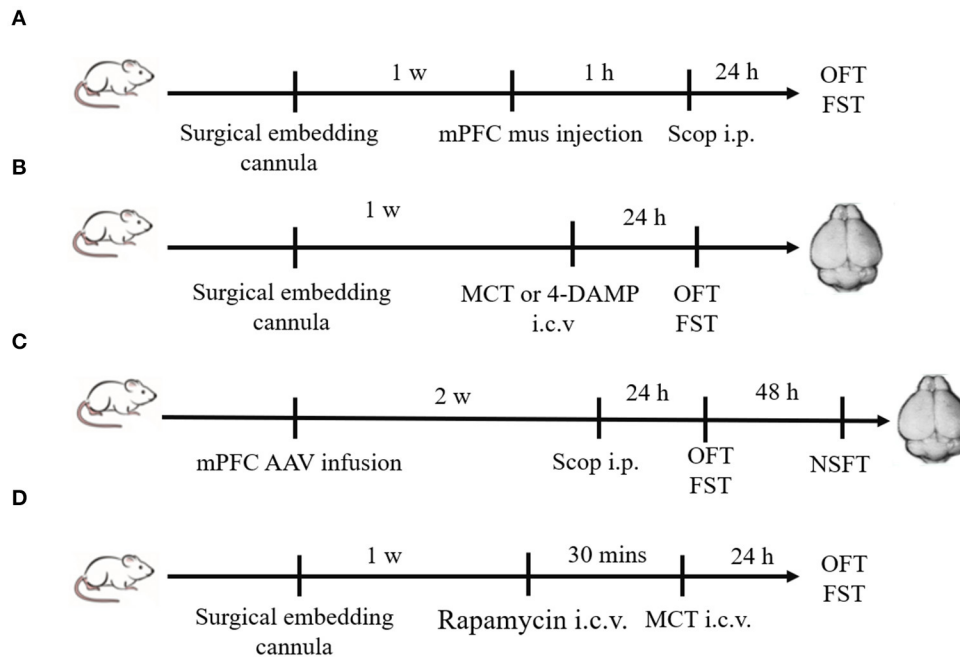 A
1 w
1 h
24 h
OFT
FST
Surgical embedding
cannula
mPFC mus injection
Scop i.p.
B
1 w
24 h
Surgical embedding
cannula
MCT or 4-DAMP
i.c.v
OFT
FST
C
2 w
24 h
48 h
mPFC AAV infusion
Scop i.p.
OFT
FST
NSFT
D
1 w
30 mins
24 h
OFT
FST
Surgical embedding
cannula
Rapamycin i.c.v.
MCT i.c.v.